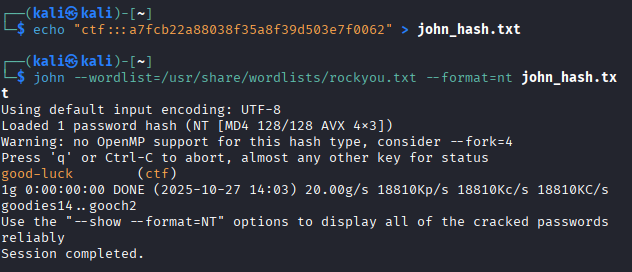 ┌──(kali㉿kali)-[~]
└─$ echo "ctf:::a7fcb22a88038f35a8f39d503e7f0062" > john_hash.txt
┌──(kali㉿kali)-[~]
└─$ john --wordlist=/usr/share/wordlists/rockyou.txt --format=nt john_hash.tx
t
Using default input encoding: UTF-8
Loaded 1 password hash (NT [MD4 128/128 AVX 4×3])
Warning: no OpenMP support for this hash type, consider --fork=4
Press 'q' or Ctrl-C to abort, almost any other key for status
good-luck        (ctf)
1g 0:00:00:00 DONE (2025-10-27 14:03) 20.00g/s 18810Kp/s 18810Kc/s 18810KC/s
goodies14..gooch2
Use the "--show --format=NT" options to display all of the cracked passwords
reliably
Session completed.